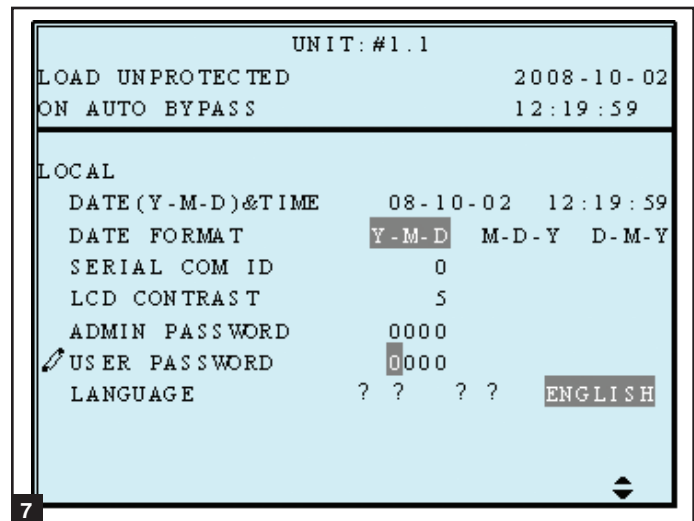 UNIT:#1.1
LOAD UNPROTECTED 2008-10-02
ON AUTO BYPASS 12:19:59
LOCAL
DATE(Y-M-D)&TIME 08-10-02 12:19:59
DATE FORMAT Y-M-D M-D-Y D-M-Y
SERIAL COM ID 0
LCD CONTRAST 5
ADMIN PASSWORD 0000
USER PASSWORD 0000
LANGUAGE ? ? ? ? ENGLISH
7